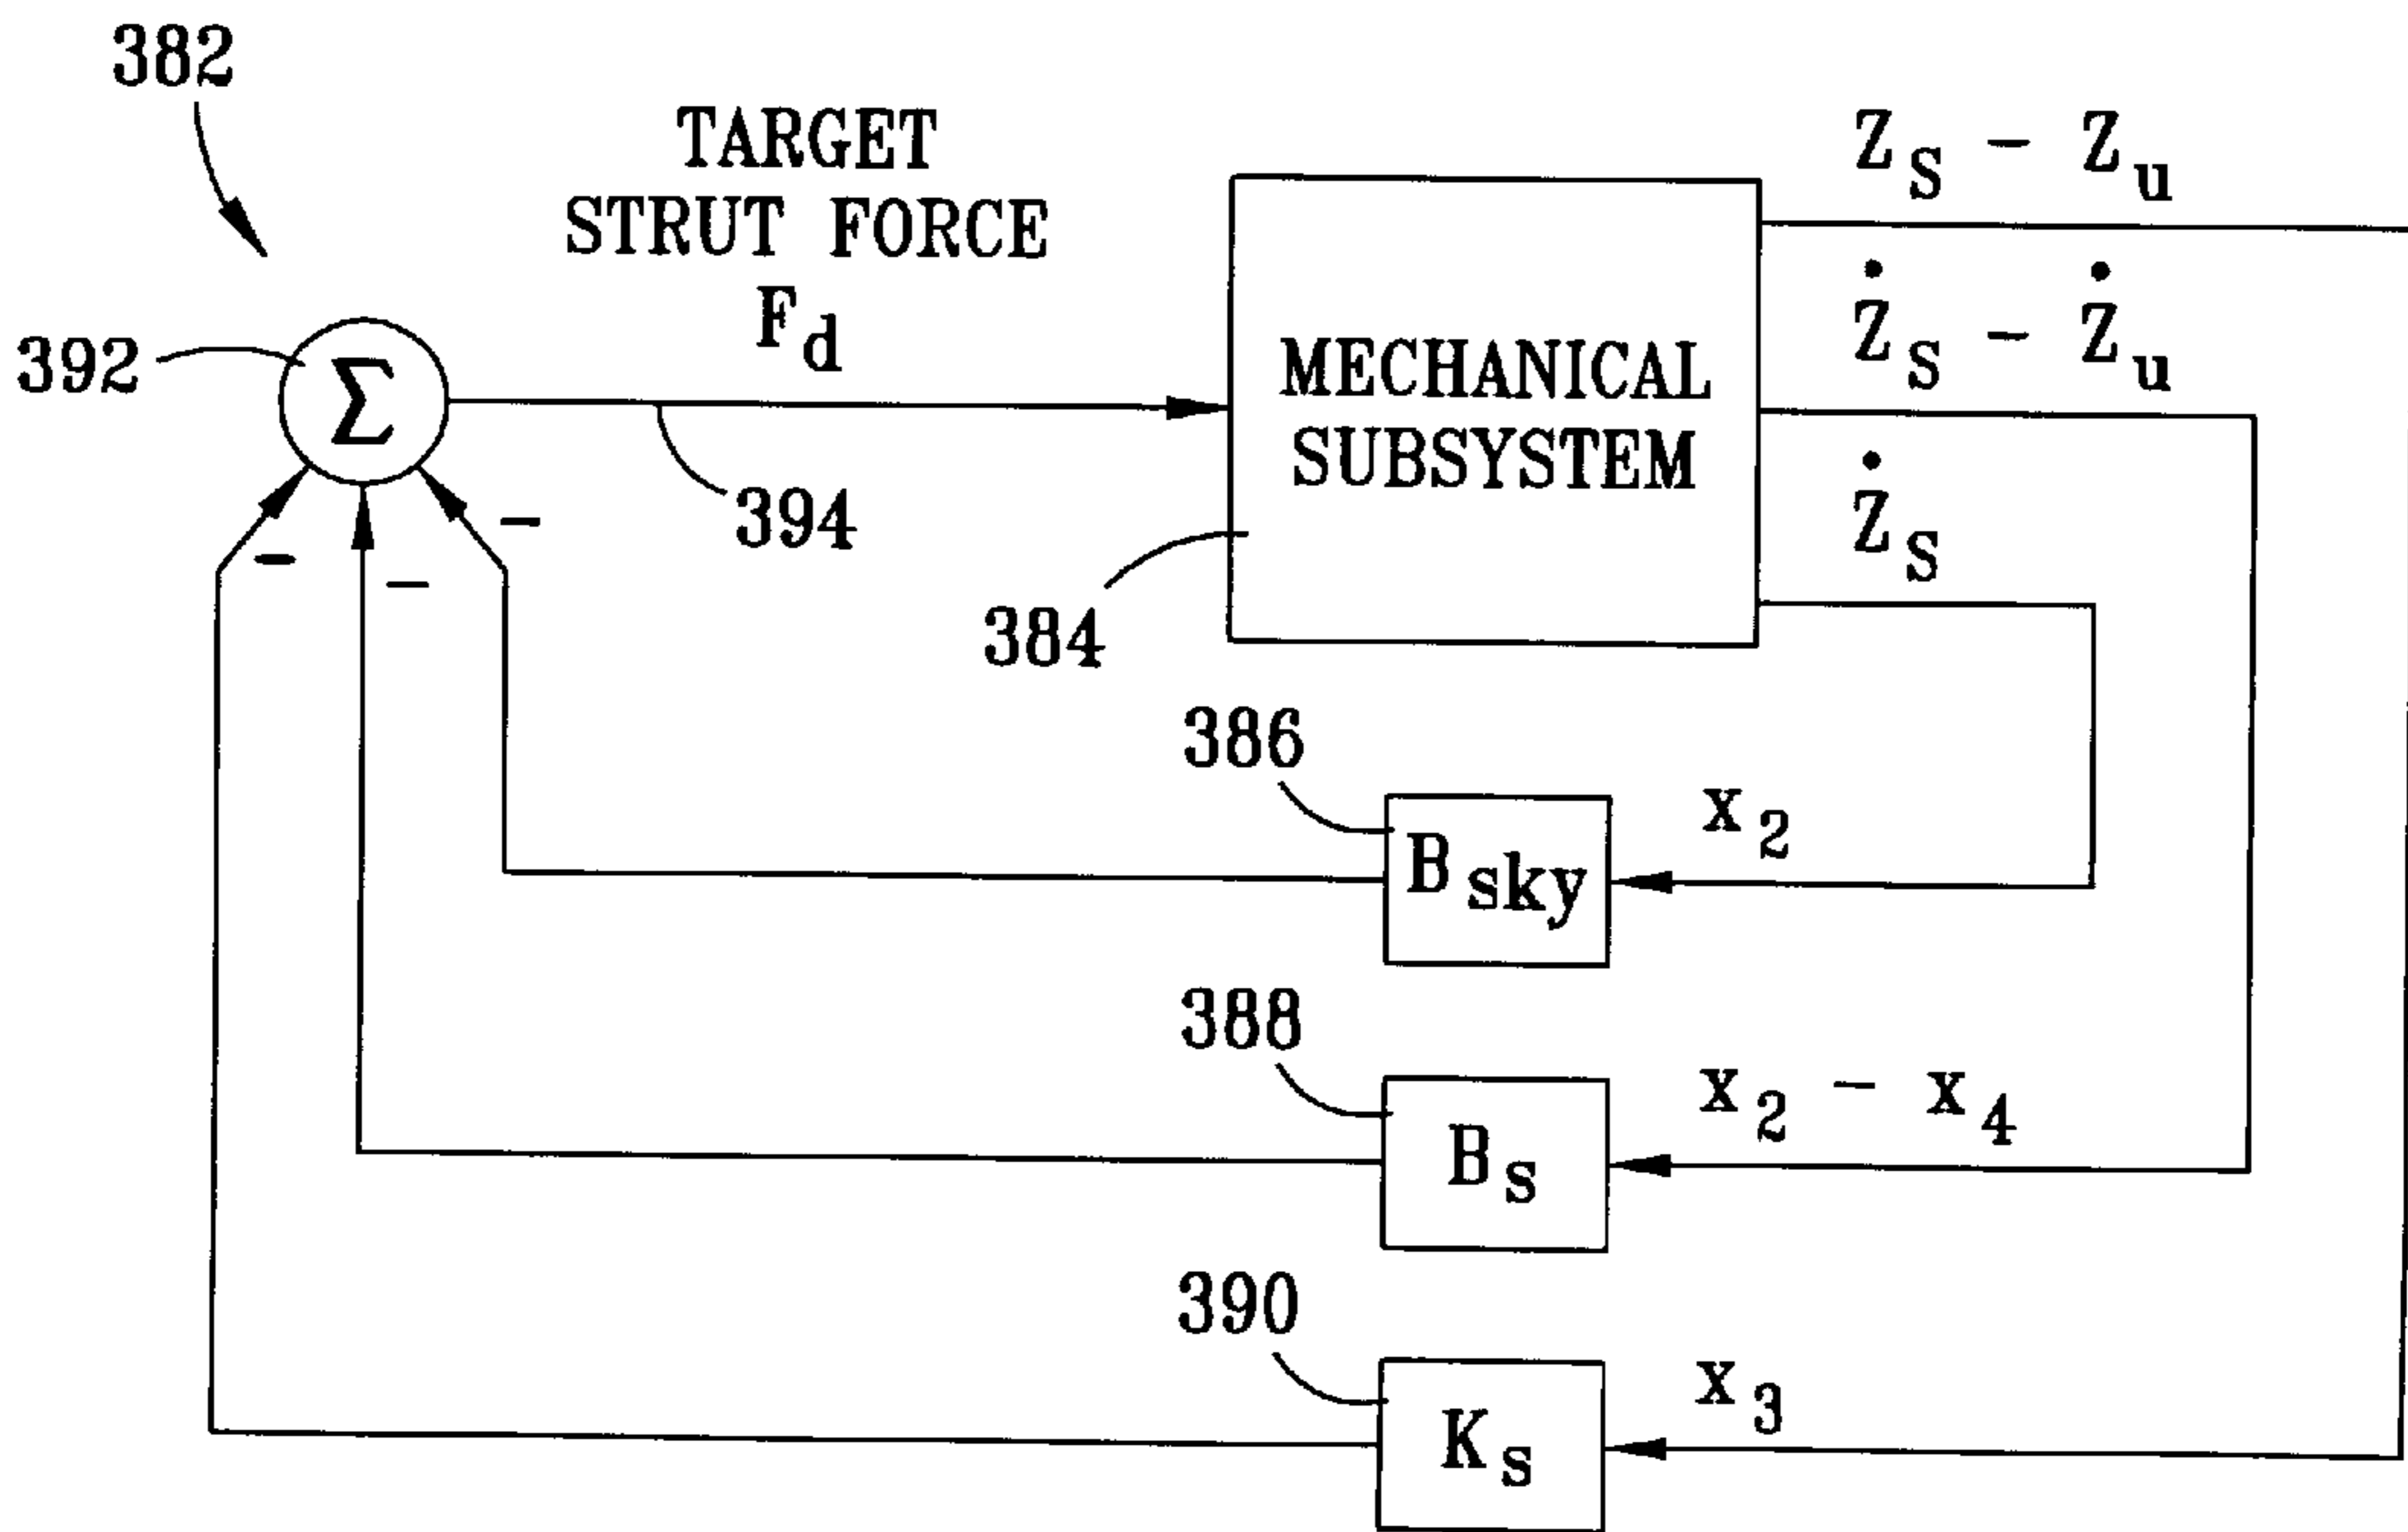 382
TARGET
STRUT FORCE
F_d
392
Σ
394
MECHANICAL
SUBSYSTEM
384
Z_S - Z_u
Ż_S - Ż_u
Ż_S
-
-
-
386
B_sky
x_2
388
B_s
x_2 - x_4
390
K_s
x_3